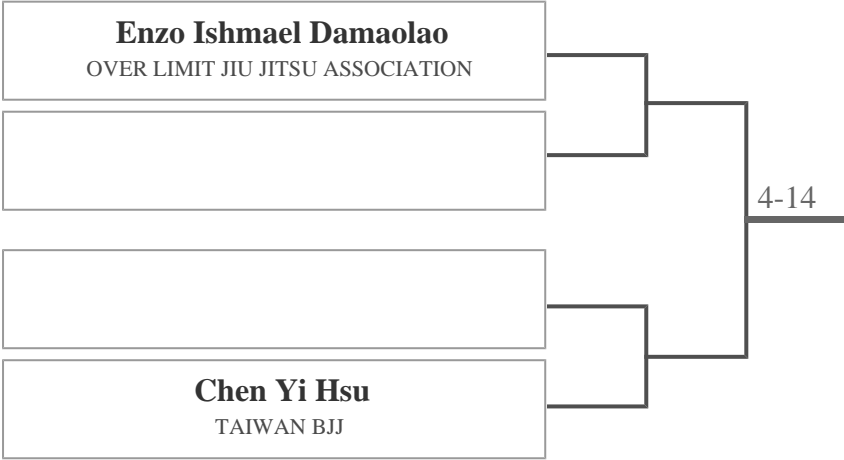 Enzo Ishmael Damaolao
OVER LIMIT JIU JITSU ASSOCIATION
4-14
Chen Yi Hsu
TAIWAN BJJ